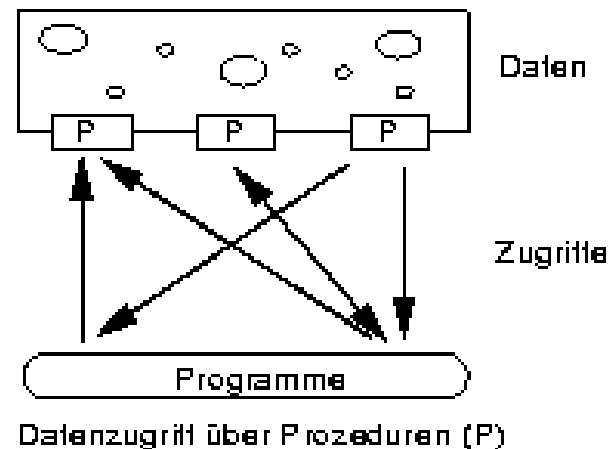 Daten
P P P
Zugriffe
Programme
Datenzugriff über Prozeduren (P)